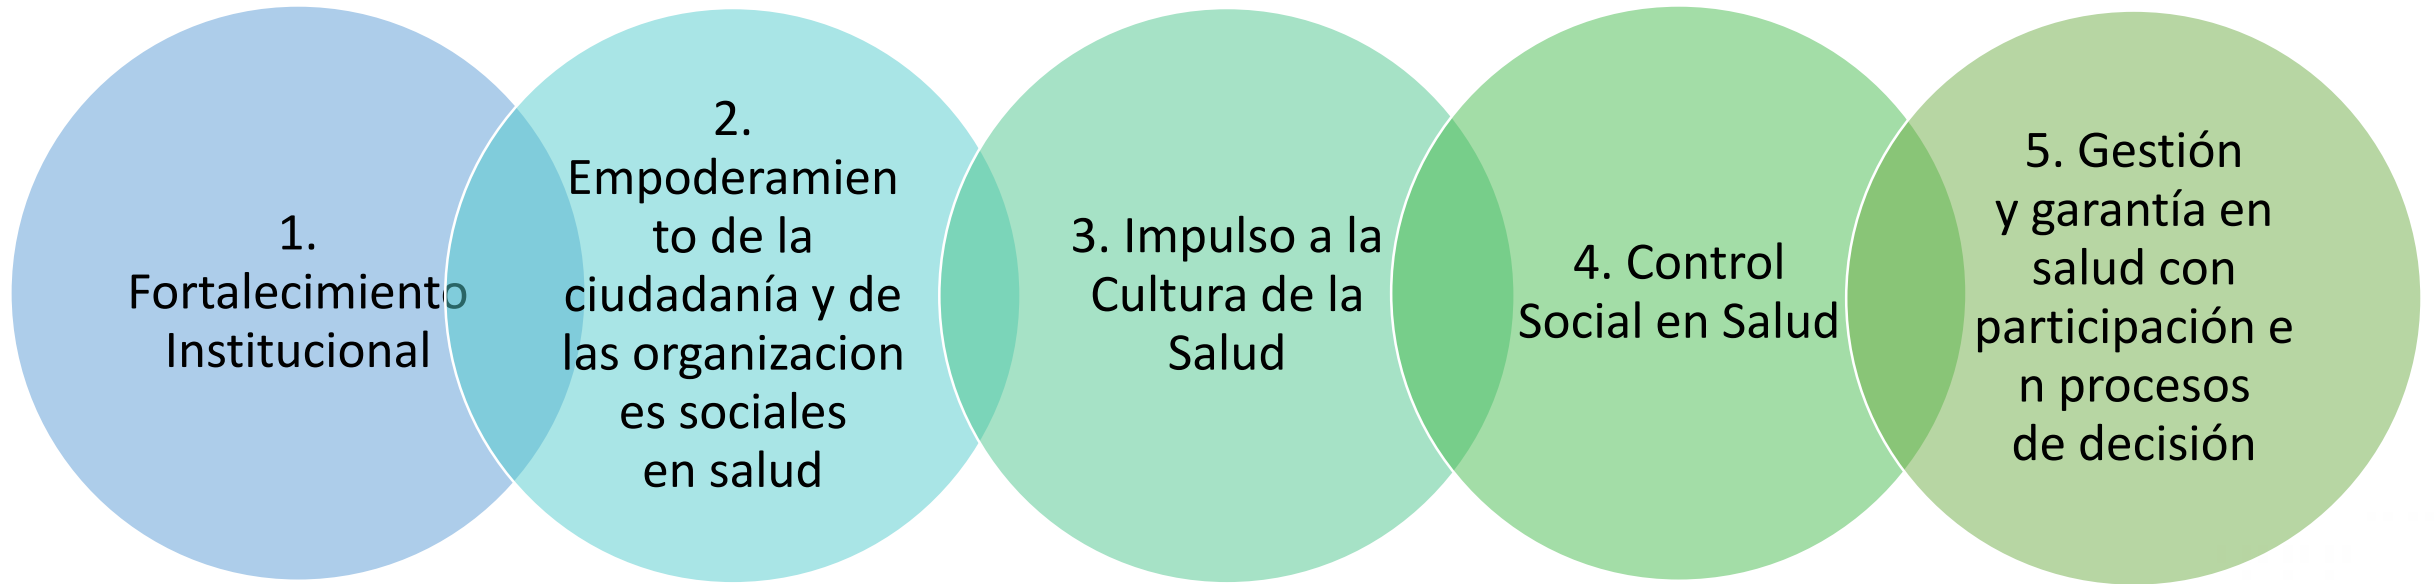 1.
Fortalecimiento
Institucional
2.
Empoderamien
to de la
ciudadanía y de
las organizacion
es sociales
en salud
3. Impulso a la
Cultura de la
Salud
4. Control
Social en Salud
5. Gestión
y garantía en
salud con
participación e
n procesos
de decisión